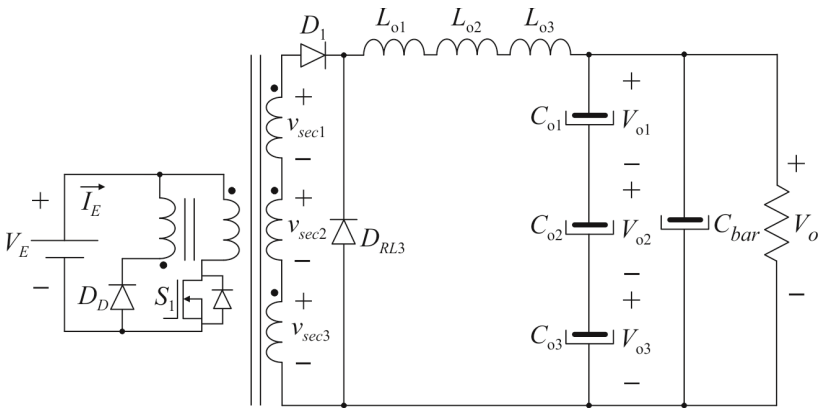 D1 Lo1 Lo2 Lo3
+ + +
Co1 Vo1
vsec1
− −
+ + +
+ IE vsec2 Co2 Vo2 Cbar Vo
VE DRL3
− − − −
DD S1 + +
vsec3 Co3 Vo3
− −